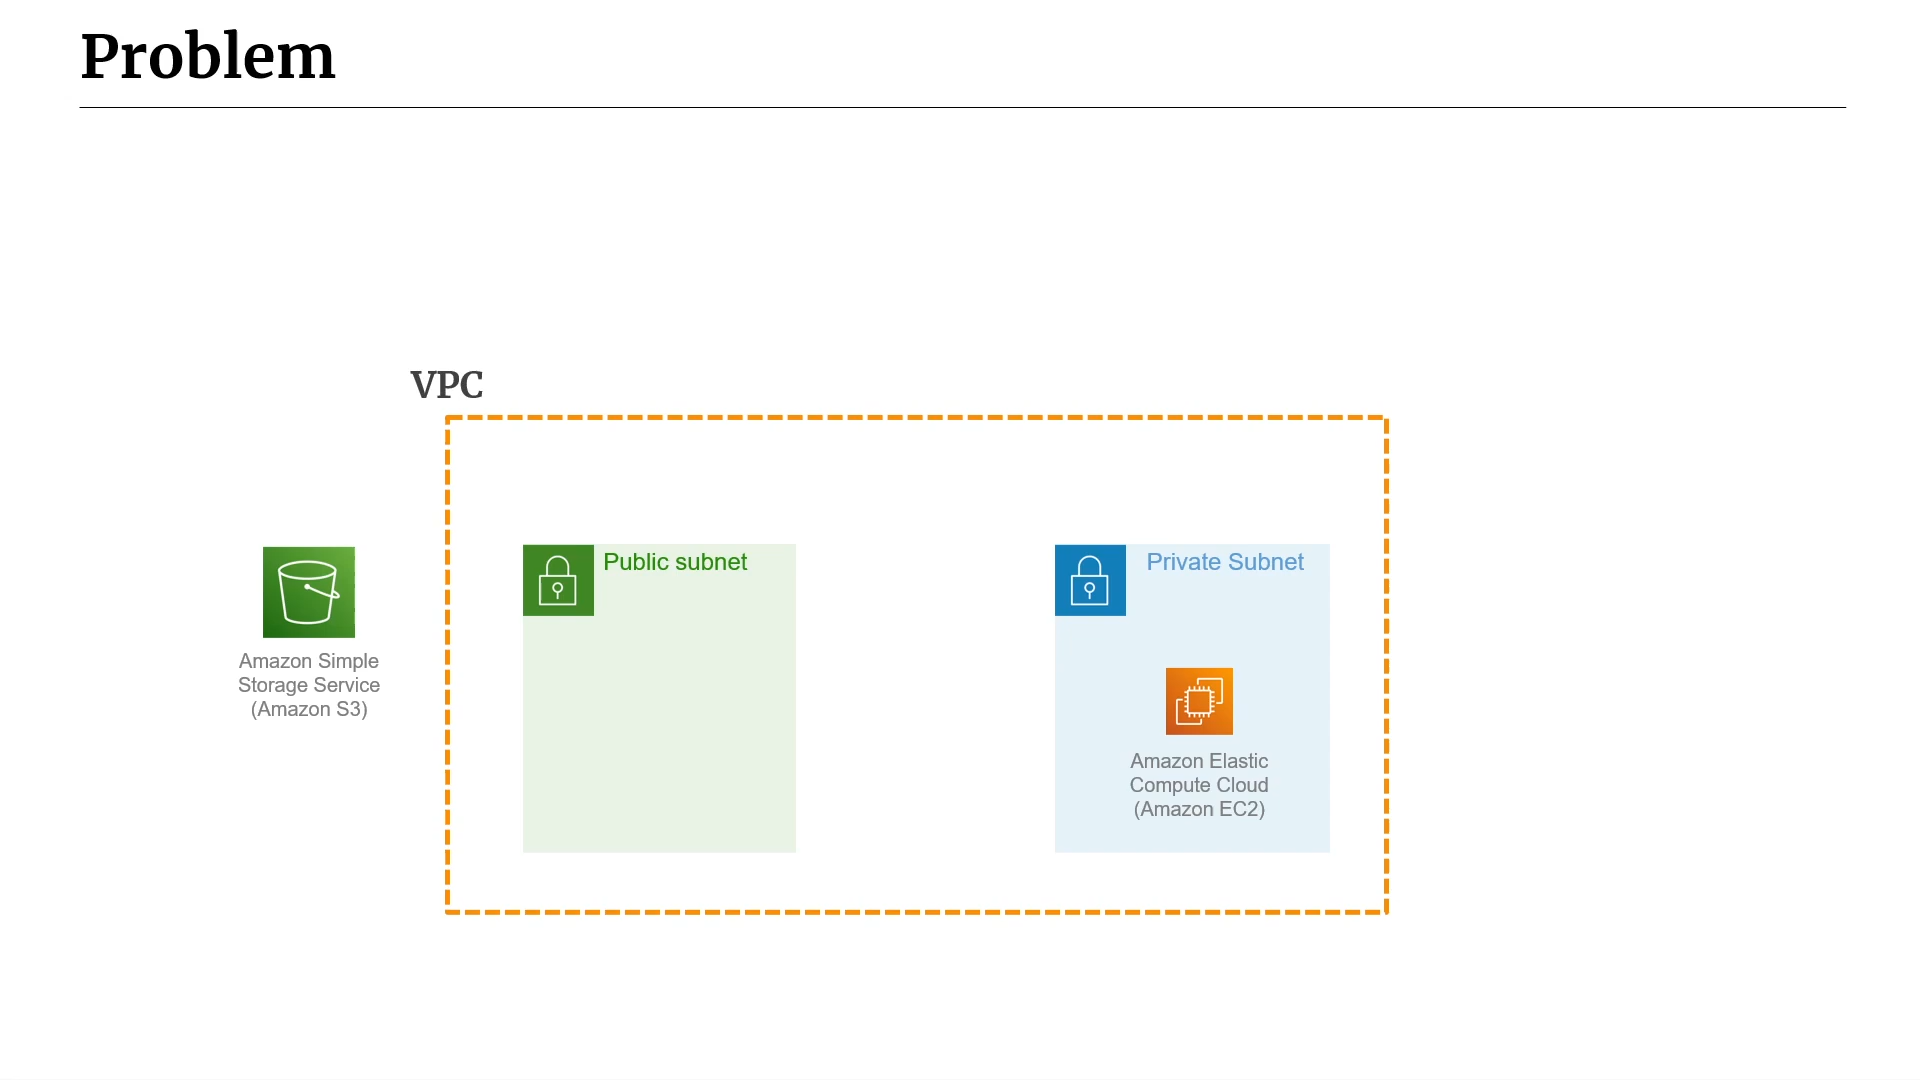 Problem
VPC
Public subnet
Private Subnet
Amazon Simple
Storage Service
(Amazon S3)
Amazon Elastic
Compute Cloud
(Amazon EC2)